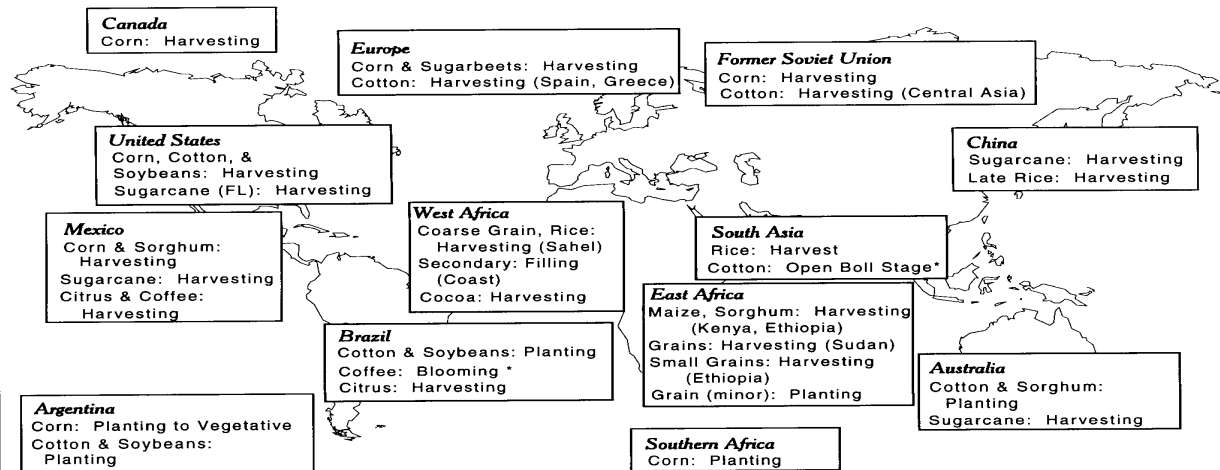 Canada
Corn: Harvesting
Europe
Corn & Sugarbeets: Harvesting
Cotton: Harvesting (Spain, Greece)
Former Soviet Union
Corn: Harvesting
Cotton: Harvesting (Central Asia)
United States
Corn, Cotton, &
Soybeans: Harvesting
Sugarcane (FL): Harvesting
China
Sugarcane: Harvesting
Late Rice: Harvesting
Mexico
Corn & Sorghum:
Harvesting
Sugarcane: Harvesting
Citrus & Coffee:
Harvesting
West Africa
Coarse Grain, Rice:
Harvesting (Sahel)
Secondary: Filling
(Coast)
Cocoa: Harvesting
South Asia
Rice: Harvest
Cotton: Open Boll Stage*
East Africa
Maize, Sorghum: Harvesting
(Kenya, Ethiopia)
Grains: Harvesting (Sudan)
Small Grains: Harvesting
(Ethiopia)
Grain (minor): Planting
Brazil
Cotton & Soybeans: Planting
Coffee: Blooming *
Citrus: Harvesting
Australia
Cotton & Sorghum:
Planting
Sugarcane: Harvesting
Argentina
Corn: Planting to Vegetative
Cotton & Soybeans:
Planting
Southern Africa
Corn: Planting